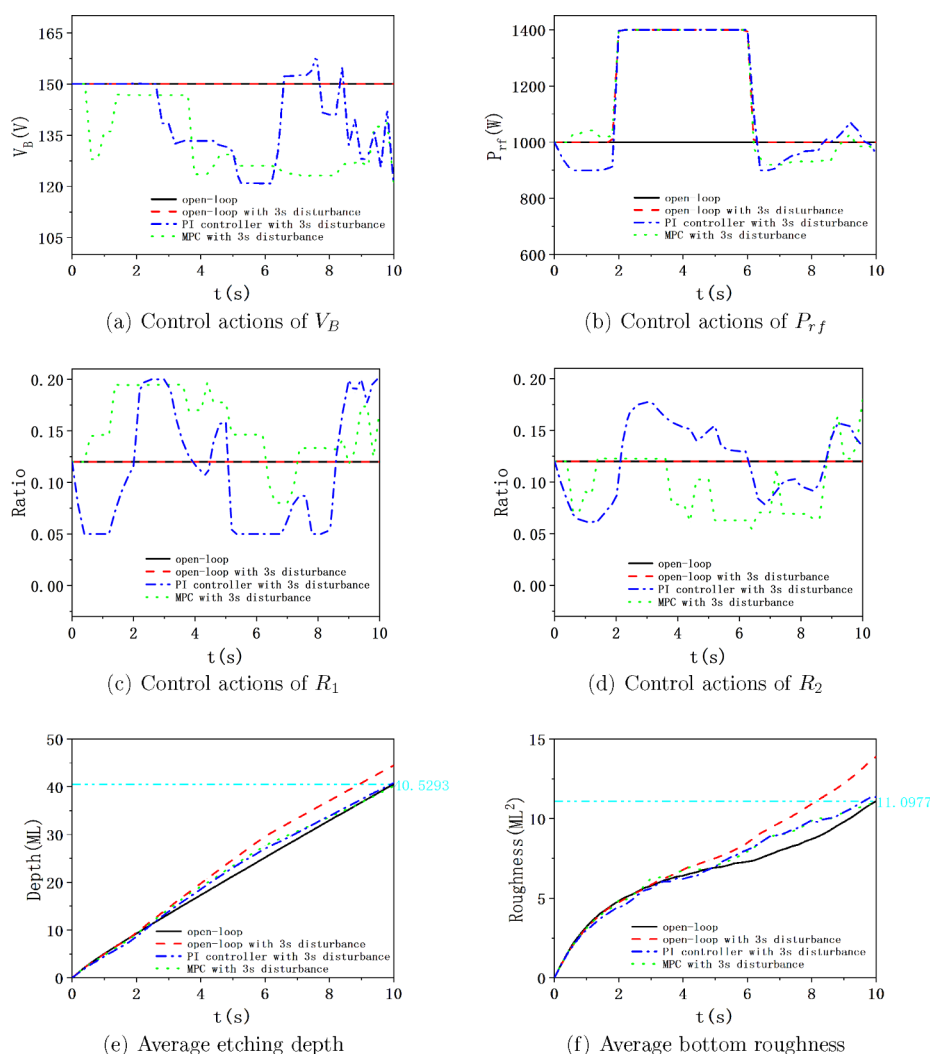 165
150
135
120
105
V_B(V)
open-loop
open-loop with 3s disturbance
PI controller with 3s disturbance
MPC with 3s disturbance
0 2 4 6 8 10
t(s)
(a) Control actions of V_B
1400
1200
1000
800
600
P_rf(W)
open-loop
open loop with 3s disturbance
PI controller with 3s disturbance
MPC with 3s disturbance
0 2 4 6 8 10
t(s)
(b) Control actions of P_{rf}
0.20
0.15
0.10
0.05
0.00
Ratio
open-loop
open-loop with 3s disturbance
PI controller with 3s disturbance
MPC with 3s disturbance
0 2 4 6 8 10
t(s)
(c) Control actions of R_1
0.20
0.15
0.10
0.05
0.00
Ratio
open-loop
open-loop with 3s disturbance
PI controller with 3s disturbance
MPC with 3s disturbance
0 2 4 6 8 10
t(s)
(d) Control actions of R_2
50
40
30
20
10
0
Depth(ML)
40.5293
open-loop
open-loop with 3s disturbance
PI controller with 3s disturbance
MPC with 3s disturbance
0 2 4 6 8 10
t(s)
(e) Average etching depth
15
10
5
0
Roughness(ML²)
11.0977
open-loop
open-loop with 3s disturbance
PI controller with 3s disturbance
MPC with 3s disturbance
0 2 4 6 8 10
t(s)
(f) Average bottom roughness